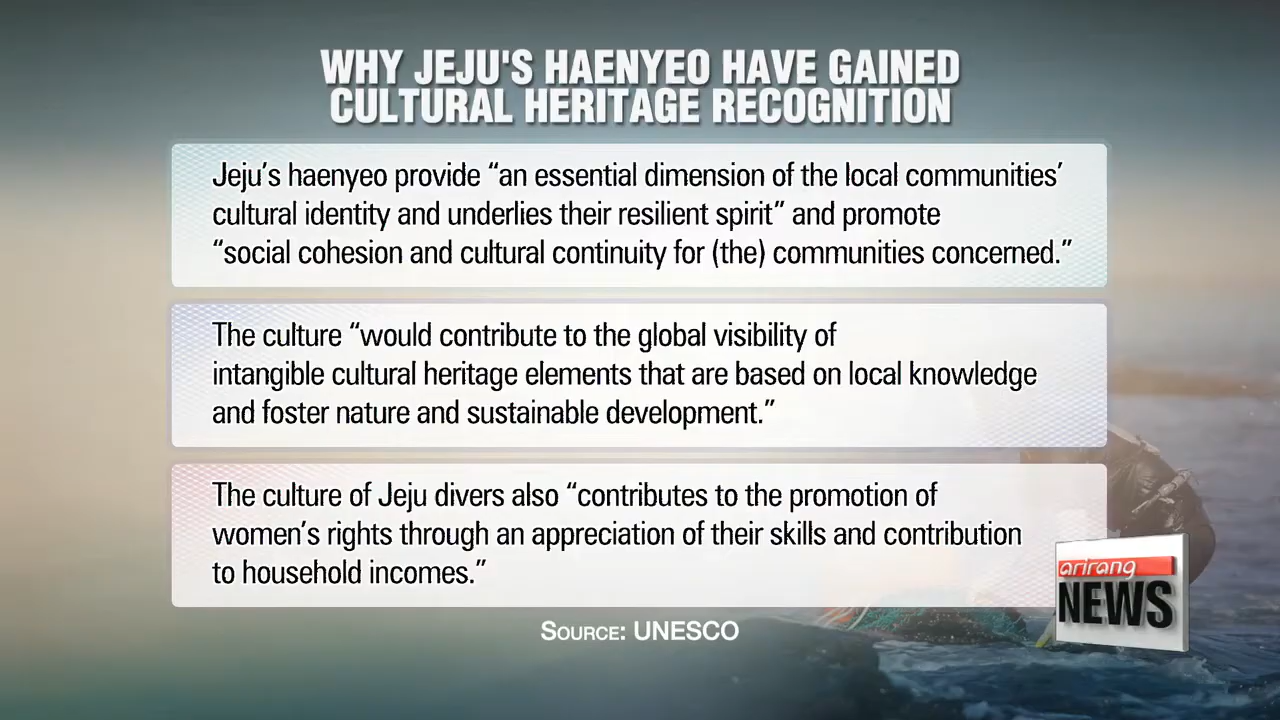 WHY JEJU'S HAENYEO HAVE GAINED
CULTURAL HERITAGE RECOGNITION
Jeju’s haenyeo provide “an essential dimension of the local communities’
cultural identity and underlies their resilient spirit” and promote
“social cohesion and cultural continuity for (the) communities concerned.”
The culture “would contribute to the global visibility of
intangible cultural heritage elements that are based on local knowledge
and foster nature and sustainable development.”
The culture of Jeju divers also “contributes to the promotion of
women’s rights through an appreciation of their skills and contribution
to household incomes.”
arirang
NEWS
SOURCE: UNESCO